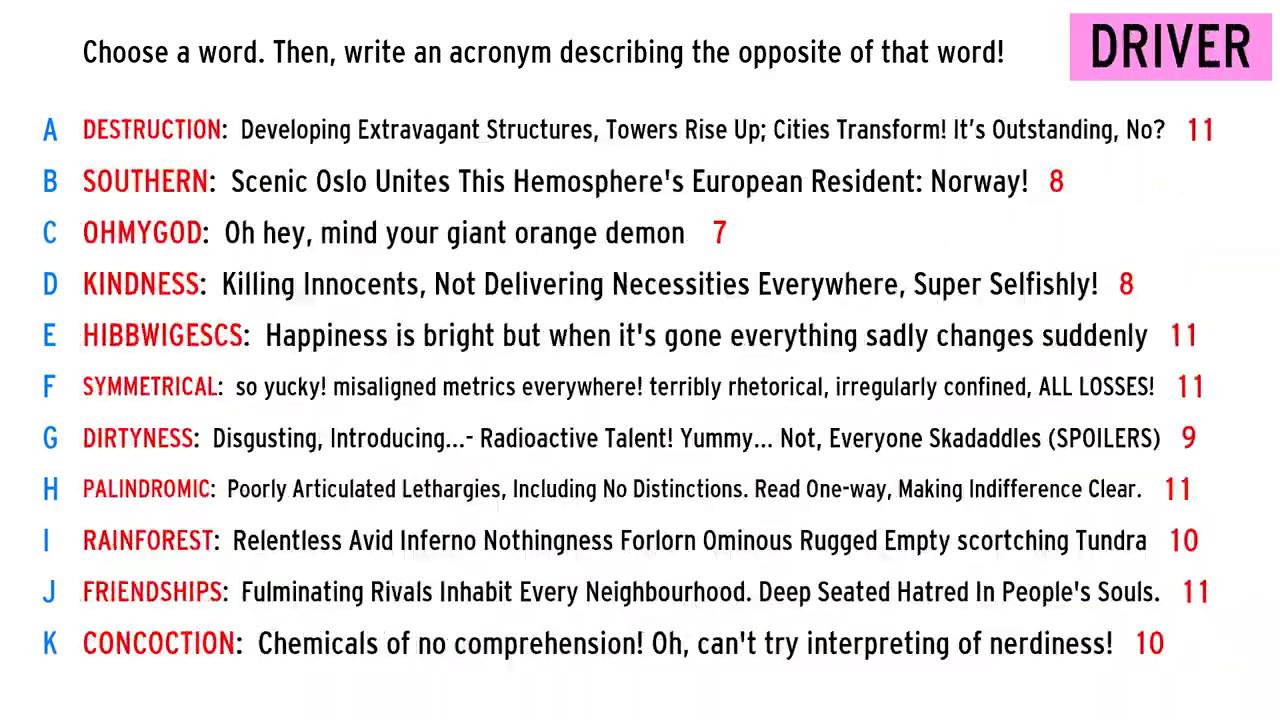 Choose a word. Then, write an acronym describing the opposite of that word!
DRIVER
A DESTRUCTION: Developing Extravagant Structures, Towers Rise Up; Cities Transform! It's Outstanding, No? 11
B SOUTHERN: Scenic Oslo Unites This Hemosphere's European Resident: Norway! 8
C OHMYGOD: Oh hey, mind your giant orange demon 7
D KINDNESS: Killing Innocents, Not Delivering Necessities Everywhere, Super Selfishly! 8
E HIBBWIGESCS: Happiness is bright but when it's gone everything sadly changes suddenly 11
F SYMMETRICAL: so yucky! misaligned metrics everywhere! terribly rhetorical, irregularly confined, ALL LOSSES! 11
G DIRTYNESS: Disgusting, Introducing...- Radioactive Talent! Yummy... Not, Everyone Skadaddles (SPOILERS) 9
H PALINDROMIC: Poorly Articulated Lethargies, Including No Distinctions. Read One-way, Making Indifference Clear. 11
I RAINFOREST: Relentless Avid Inferno Nothingness Forlorn Ominous Rugged Empty scortching Tundra 10
J FRIENDSHIPS: Fulminating Rivals Inhabit Every Neighbourhood. Deep Seated Hatred In People's Souls. 11
K CONCOCTION: Chemicals of no comprehension! Oh, can't try interpreting of nerdiness! 10